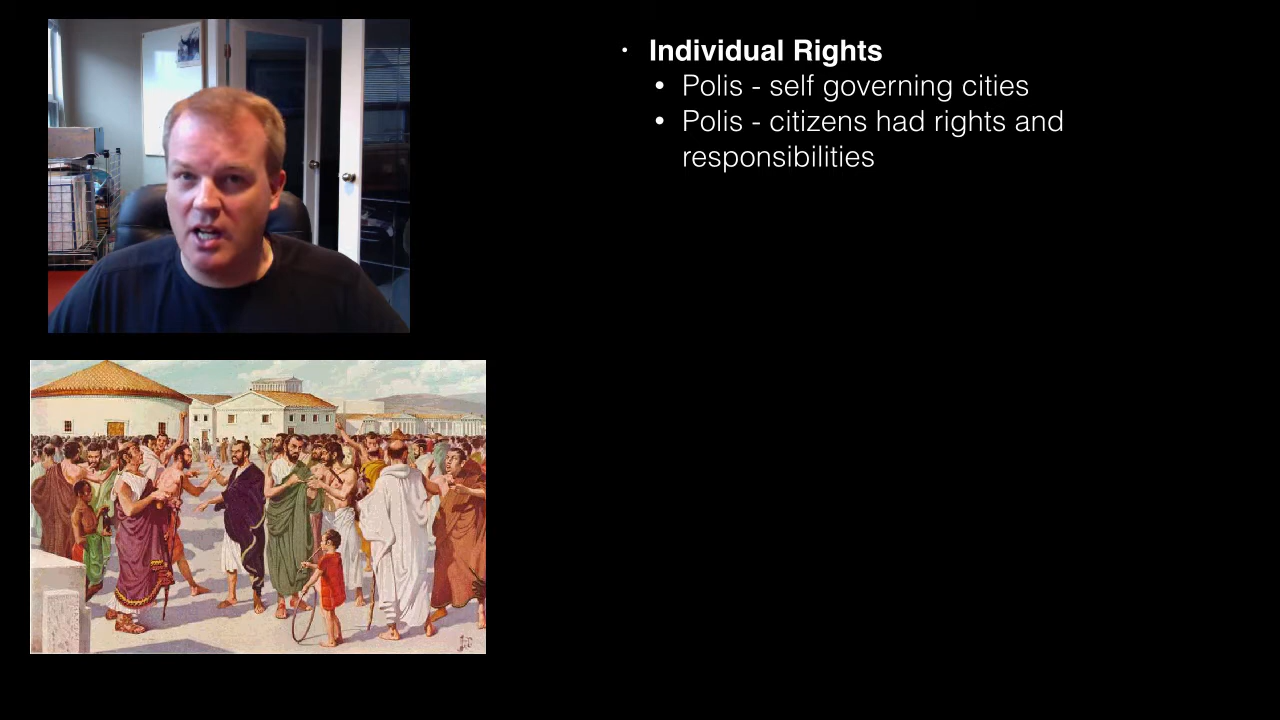 • Individual Rights
• Polis - self governing cities
• Polis - citizens had rights and
responsibilities